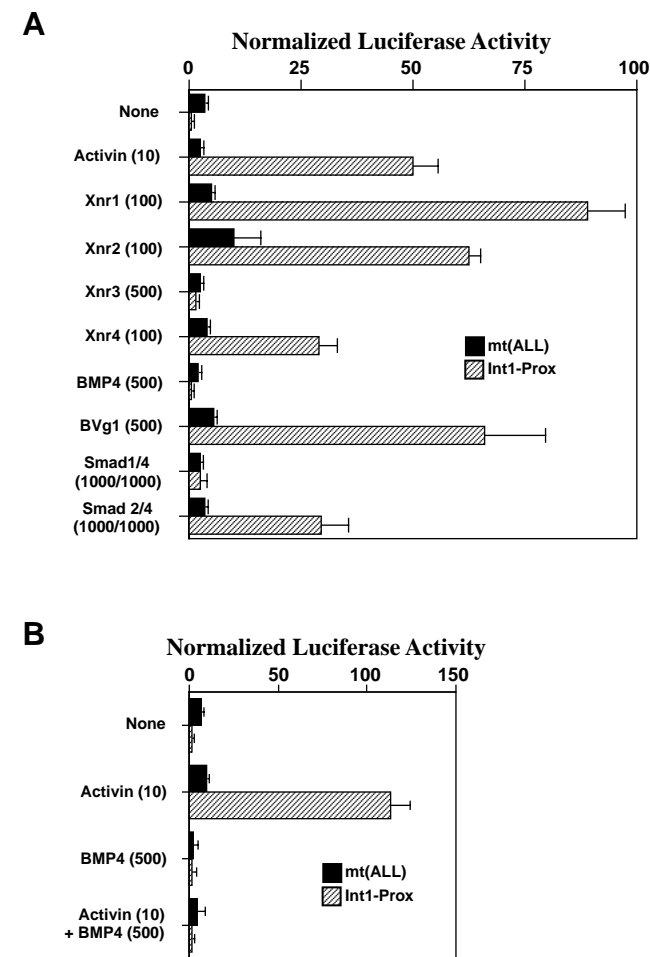 A
Normalized Luciferase Activity
0 25 50 75 100
None
Activin (10)
Xnr1 (100)
Xnr2 (100)
Xnr3 (500)
Xnr4 (100)
BMP4 (500)
BVg1 (500)
Smad1/4
(1000/1000)
Smad 2/4
(1000/1000)
mt(ALL)
Int1-Prox
B
Normalized Luciferase Activity
0 50 100 150
None
Activin (10)
BMP4 (500)
Activin (10)
+ BMP4 (500)
mt(ALL)
Int1-Prox